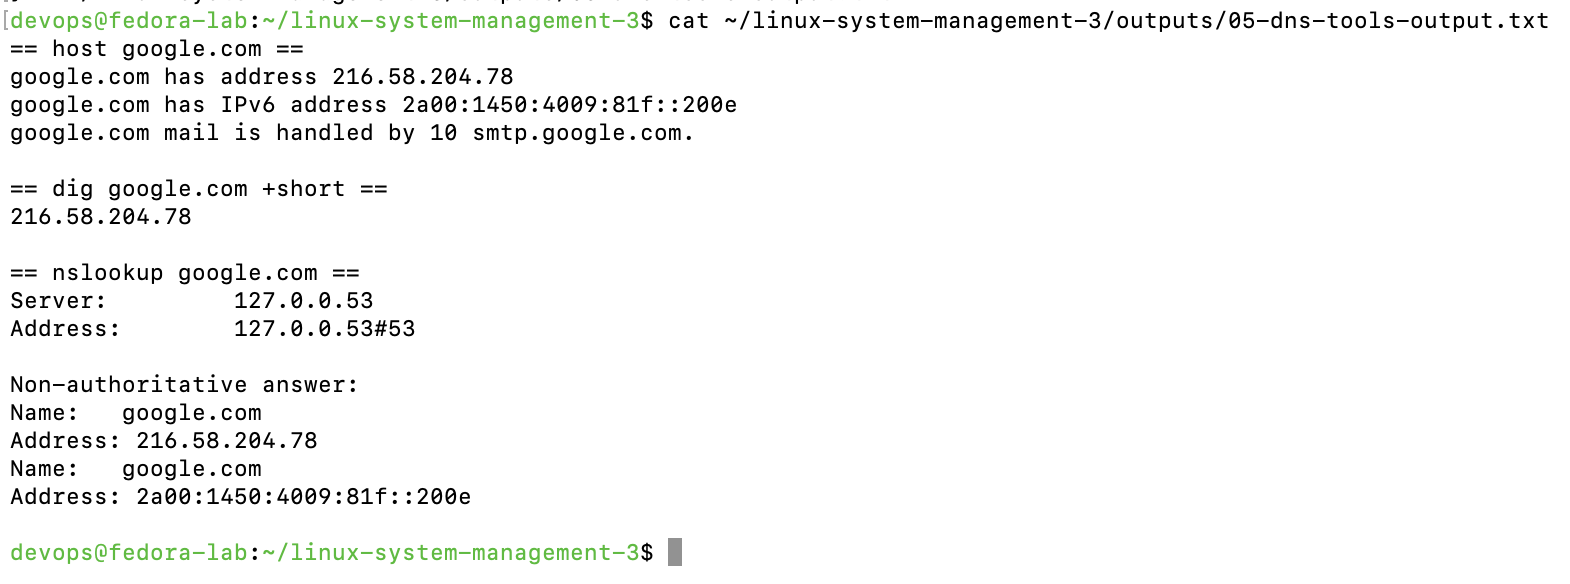 [devops@fedora-lab:~/linux-system-management-3$ cat ~/linux-system-management-3/outputs/05-dns-tools-output.txt
== host google.com ==
google.com has address 216.58.204.78
google.com has IPv6 address 2a00:1450:4009:81f::200e
google.com mail is handled by 10 smtp.google.com.

== dig google.com +short ==
216.58.204.78

== nslookup google.com ==
Server:         127.0.0.53
Address:        127.0.0.53#53

Non-authoritative answer:
Name:   google.com
Address: 216.58.204.78
Name:   google.com
Address: 2a00:1450:4009:81f::200e

devops@fedora-lab:~/linux-system-management-3$